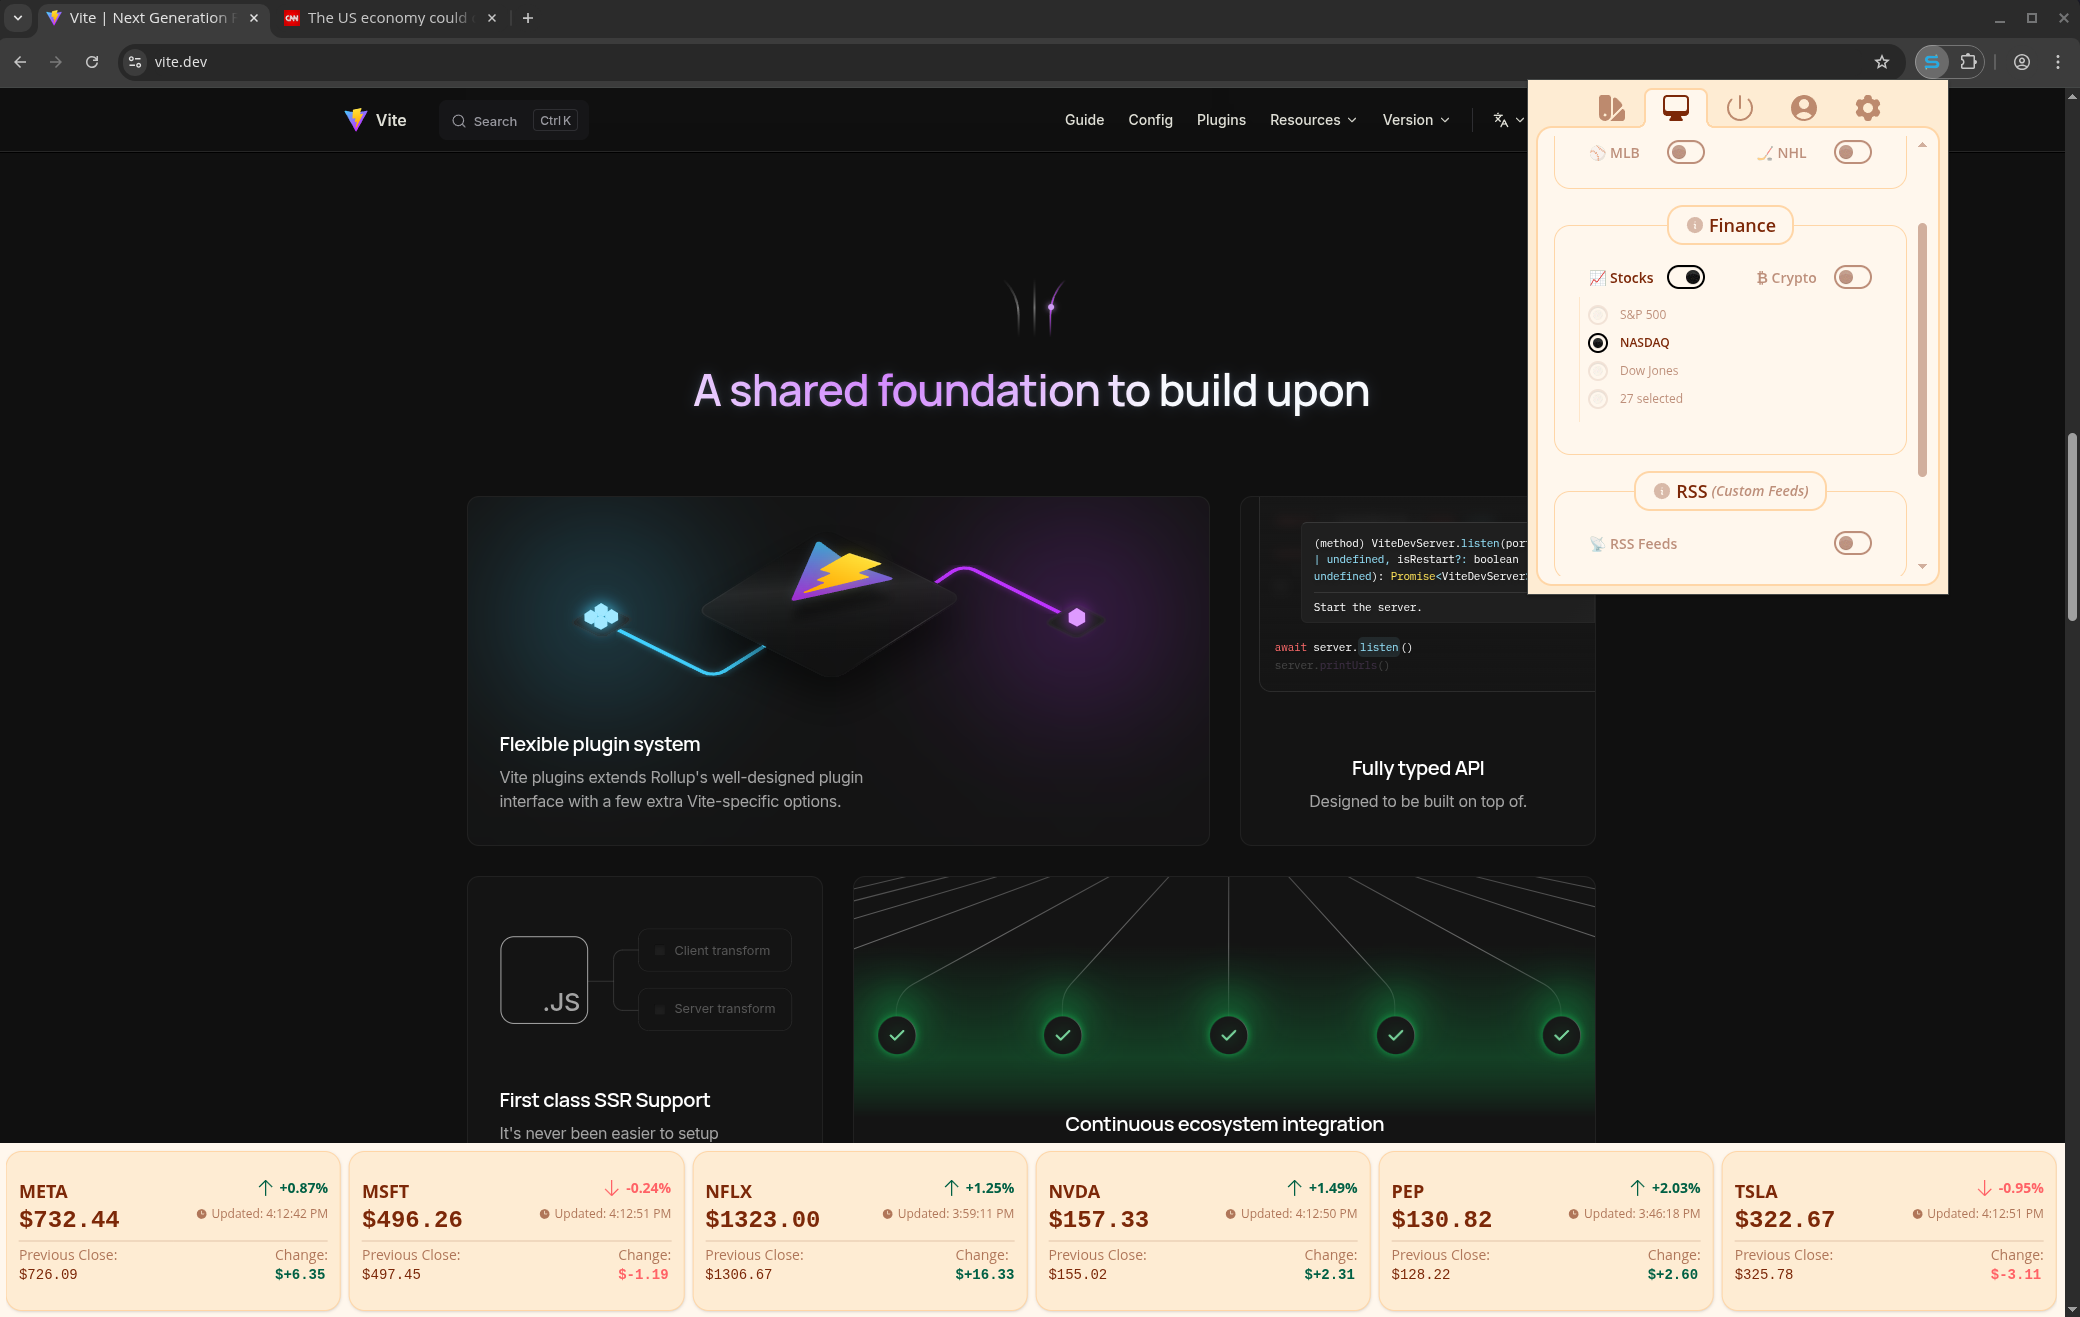 Vite | Next Generation F
The US economy could
vite.dev
Vite
Search
Ctrl K
Guide
Config
Plugins
Resources
Version
MLB
NHL
Finance
Stocks
Crypto
S&P 500
NASDAQ
Dow Jones
27 selected
RSS (Custom Feeds)
RSS Feeds
A shared foundation to build upon
(method) ViteDevServer.listen(por
| undefined, isRestart?: boolean
undefined): Promise<ViteDevServer
Start the server.
await server.listen()
server.printUrls()
Flexible plugin system
Vite plugins extends Rollup's well-designed plugin
interface with a few extra Vite-specific options.
Fully typed API
Designed to be built on top of.
.JS
Client transform
Server transform
First class SSR Support
It's never been easier to setup
Continuous ecosystem integration
META
+0.87%
$732.44
Updated: 4:12:42 PM
Previous Close:
Change:
$726.09
$+6.35
MSFT
-0.24%
$496.26
Updated: 4:12:51 PM
Previous Close:
Change:
$497.45
$-1.19
NFLX
+1.25%
$1323.00
Updated: 3:59:11 PM
Previous Close:
Change:
$1306.67
$+16.33
NVDA
+1.49%
$157.33
Updated: 4:12:50 PM
Previous Close:
Change:
$155.02
$+2.31
PEP
+2.03%
$130.82
Updated: 3:46:18 PM
Previous Close:
Change:
$128.22
$+2.60
TSLA
-0.95%
$322.67
Updated: 4:12:51 PM
Previous Close:
Change:
$325.78
$-3.11